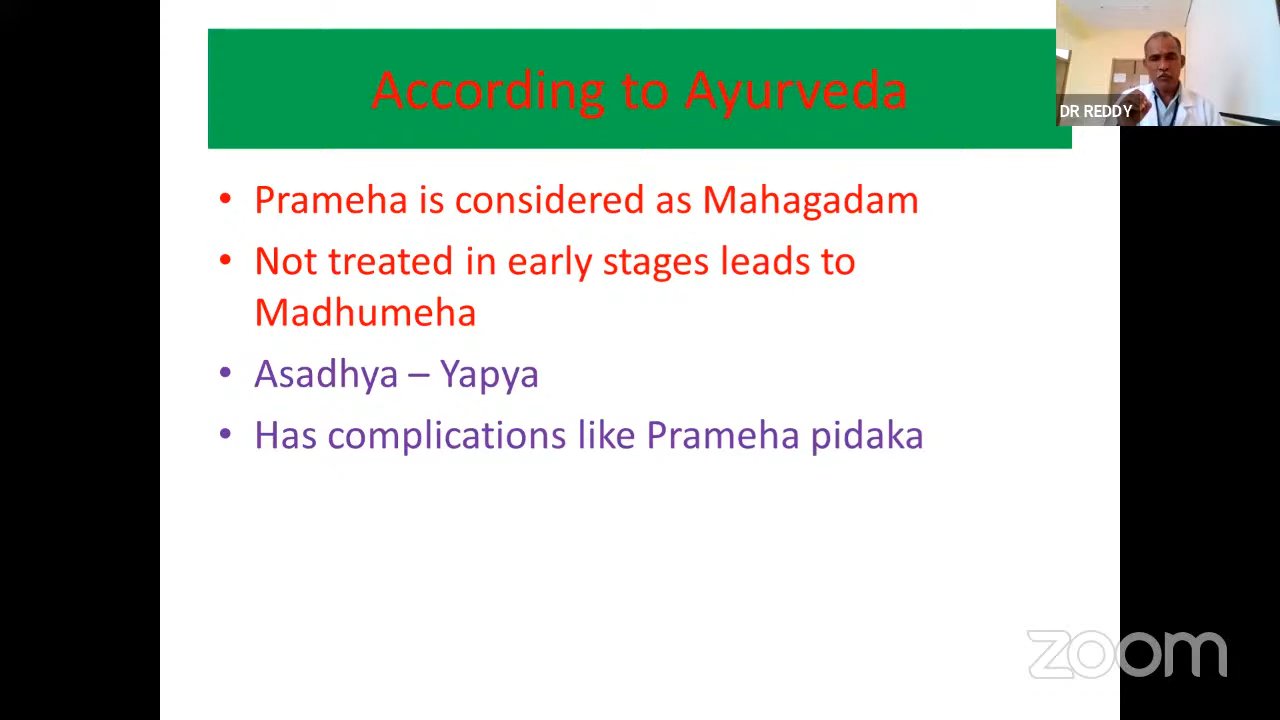 According to Ayurveda
DR REDDY
• Prameha is considered as Mahagadam
• Not treated in early stages leads to
Madhumeha
• Asadhya – Yapya
• Has complications like Prameha pidaka
zoom